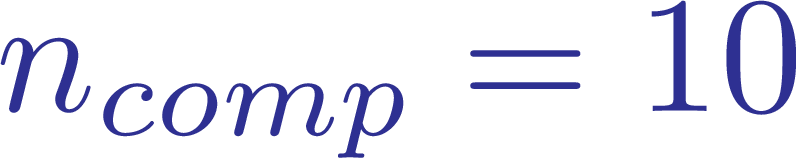 n_{comp} = 10